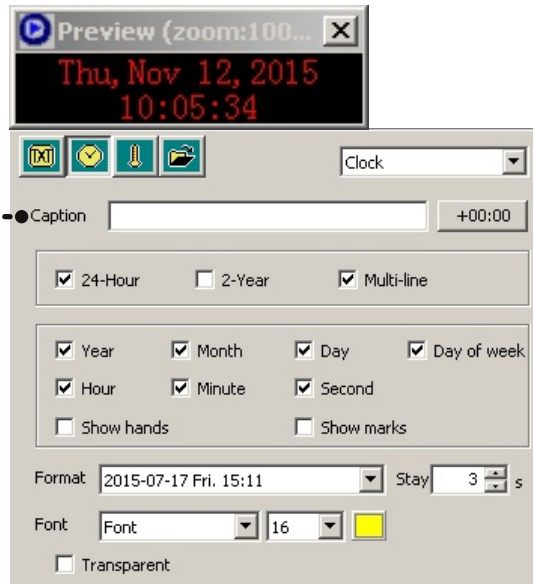 Preview (zoom:100...
Thu, Nov 12, 2015
10:05:34
TXT
Clock
Caption
+00:00
24-Hour 2-Year Multi-line
Year Month Day Day of week
Hour Minute Second
Show hands Show marks
Format 2015-07-17 Fri. 15:11 Stay 3 s
Font Font 16
Transparent